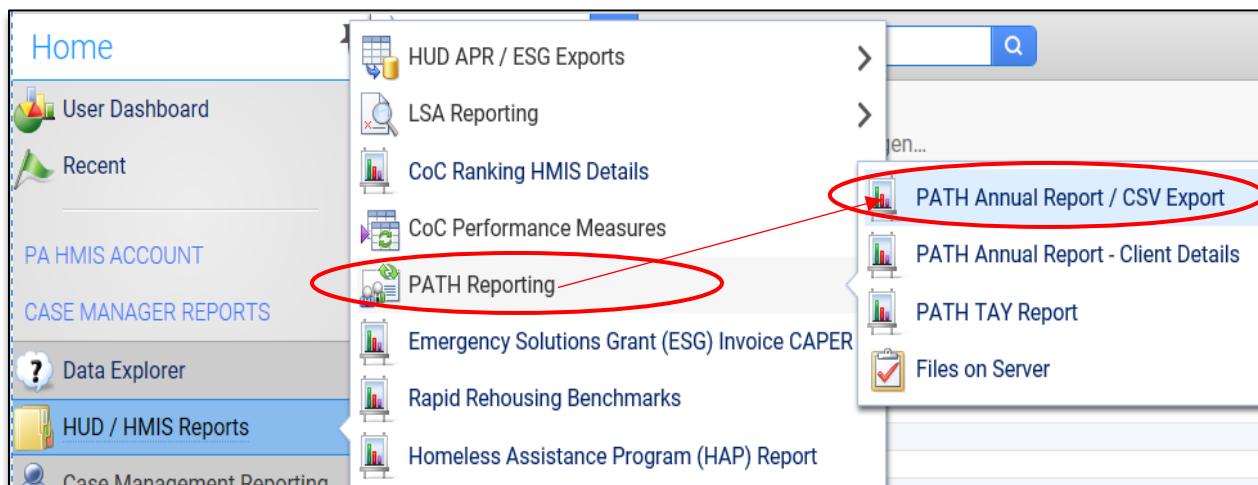 Home
User Dashboard
Recent
PA HMIS ACCOUNT
CASE MANAGER REPORTS
Data Explorer
HUD / HMIS Reports
Case Management Reporting
HUD APR / ESG Exports
LSA Reporting
CoC Ranking HMIS Details
CoC Performance Measures
PATH Reporting
Emergency Solutions Grant (ESG) Invoice CAPER
Rapid Rehousing Benchmarks
Homeless Assistance Program (HAP) Report
PATH Annual Report / CSV Export
PATH Annual Report - Client Details
PATH TAY Report
Files on Server